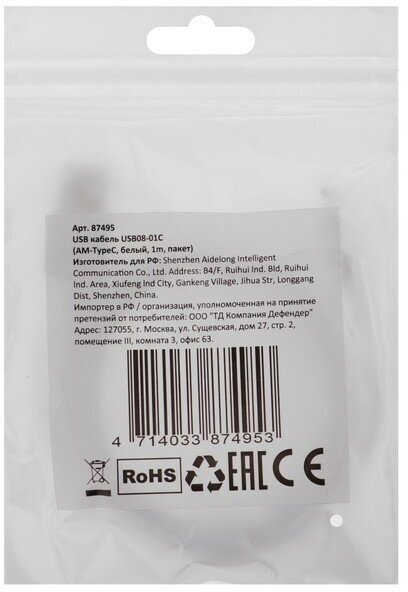 Арт. 87495
USB кабель USB08-01C
(AM-TypeC, белый, 1m, пакет)
Изготовитель для РФ: Shenzhen Aidelong Intelligent
Communication Co., Ltd. Address: B4/F, Ruihui Ind. Bld, Ruihui
Ind. Area, Xiufeng Ind City, Gankeng Village, Jihua Str, Longgang
Dist, Shenzhen, China.
Импортер в РФ / организация, уполномоченная на принятие
претензий от потребителей: ООО "ТД Компания Дефендер"
Адрес: 127055, г. Москва, ул. Сущевская, дом 27, стр. 2,
помещение III, комната 3, офис 63.
4 714033 874953
RoHS EAC CE